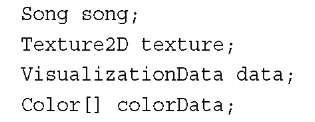 Song song;
Texture2D texture;
VisualizationData data;
Color[] colorData;